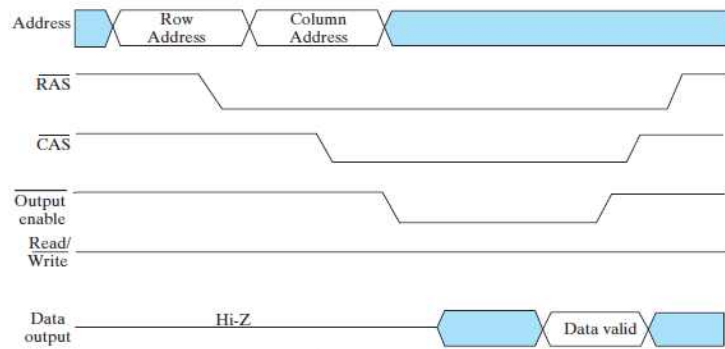 Address
Row
Address
Column
Address
RAS
CAS
Output
enable
Read/
Write
Data
output
Hi-Z
Data valid